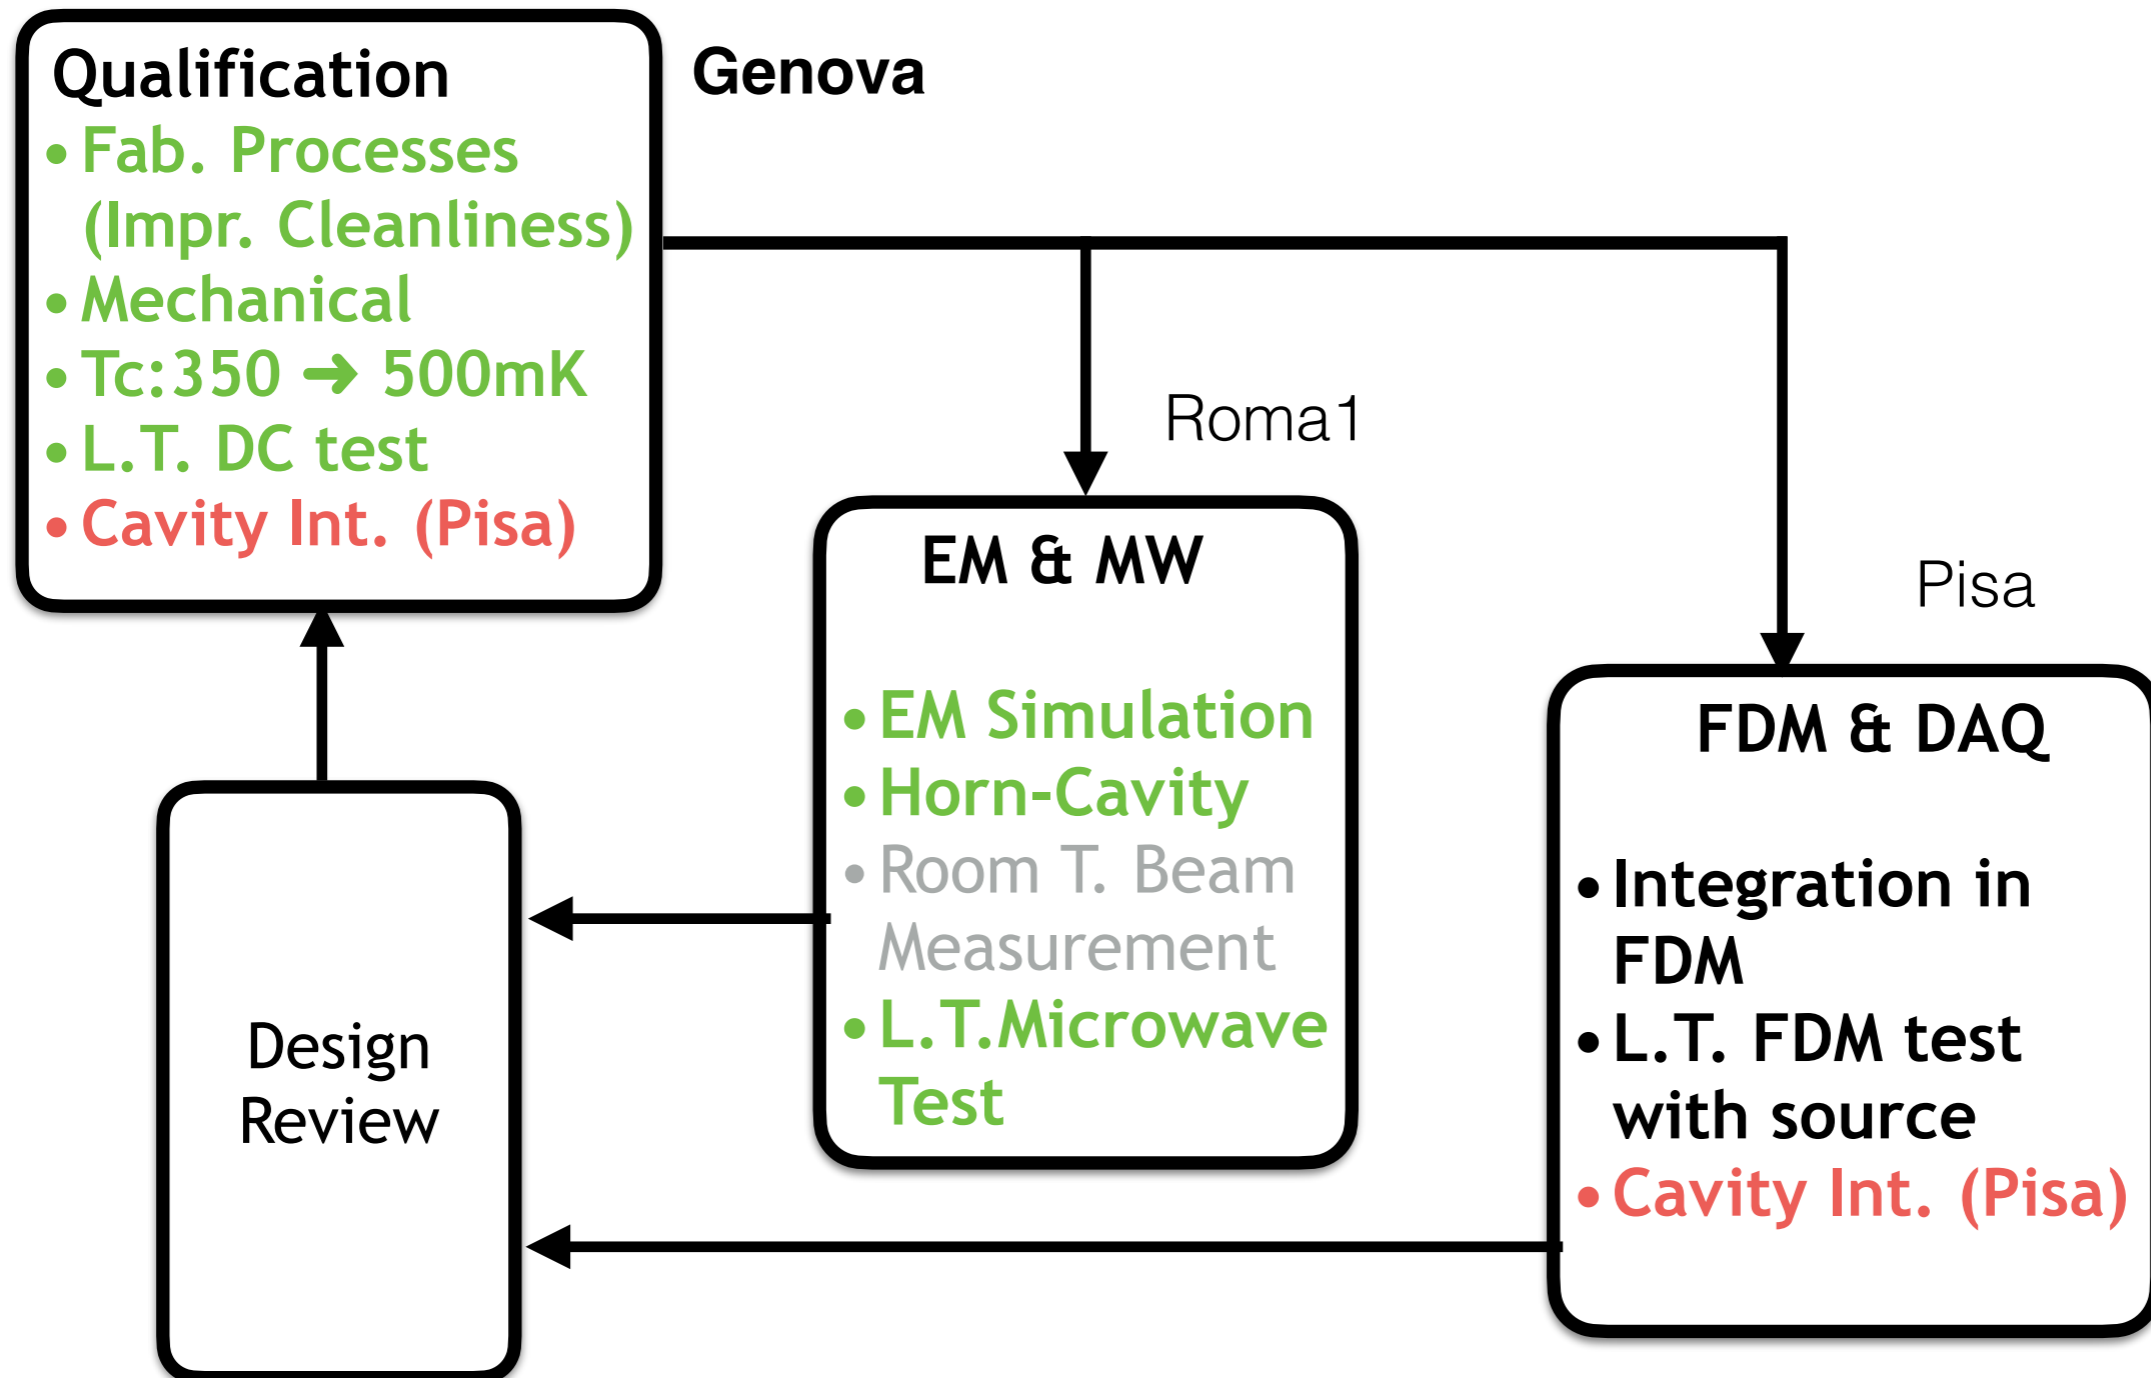 Qualification
• Fab. Processes
(Impr. Cleanliness)
• Mechanical
• Tc:350 ➜ 500mK
• L.T. DC test
• Cavity Int. (Pisa)
Genova
Roma1
EM & MW
• EM Simulation
• Horn-Cavity
• Room T. Beam
Measurement
• L.T.Microwave
Test
Pisa
FDM & DAQ
• Integration in
FDM
• L.T. FDM test
with source
• Cavity Int. (Pisa)
Design
Review